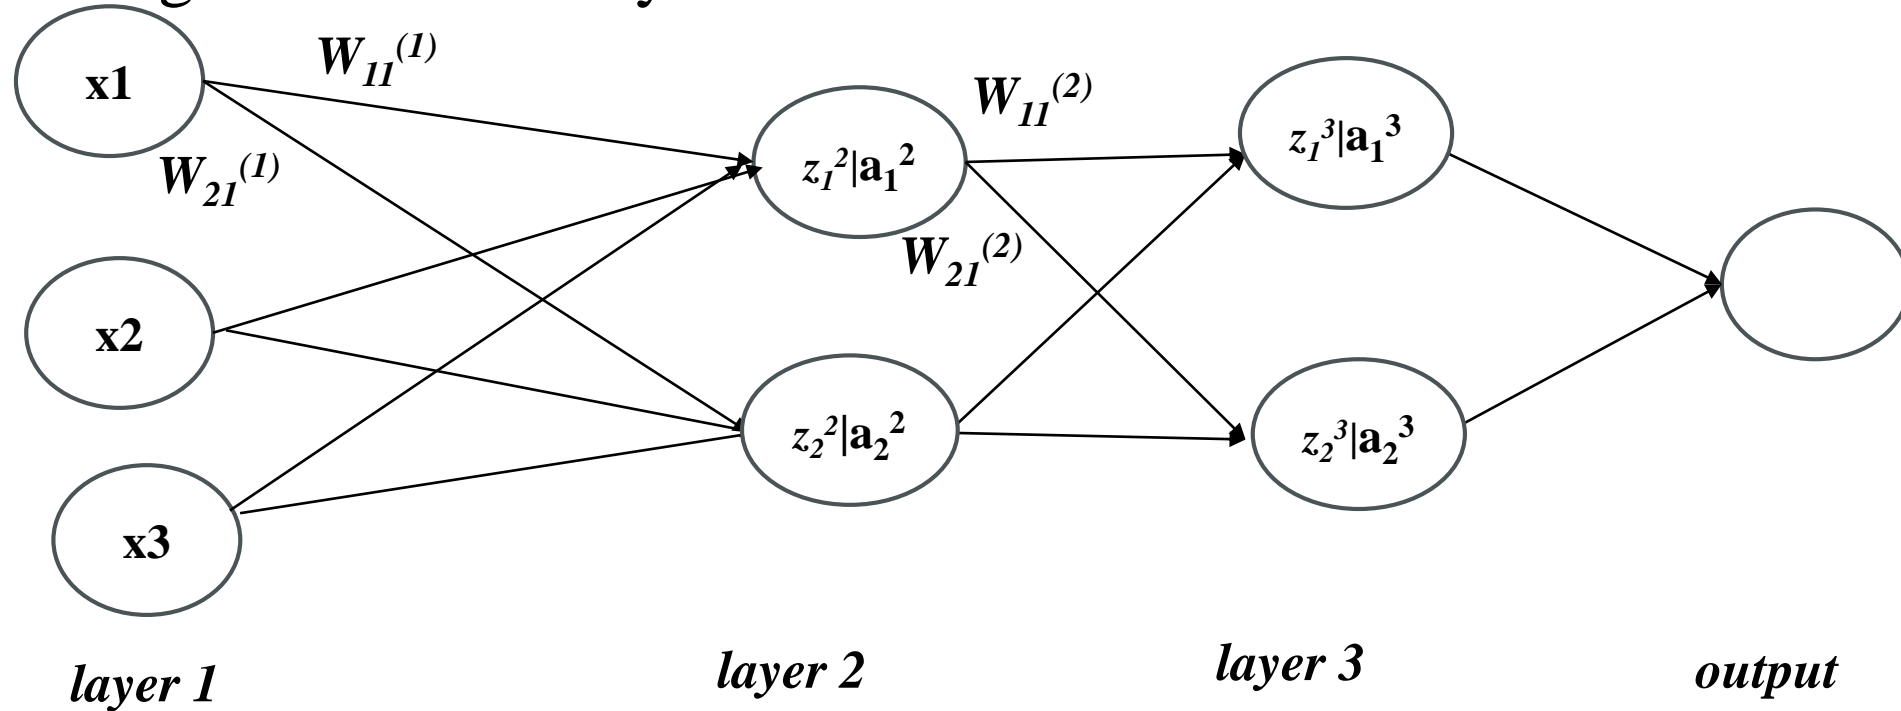 x1
W₁₁⁽¹⁾
W₂₁⁽¹⁾
x2
x3
z₁²|a₁²
z₂²|a₂²
W₁₁⁽²⁾
W₂₁⁽²⁾
z₁³|a₁³
z₂³|a₂³
layer 1
layer 2
layer 3
output